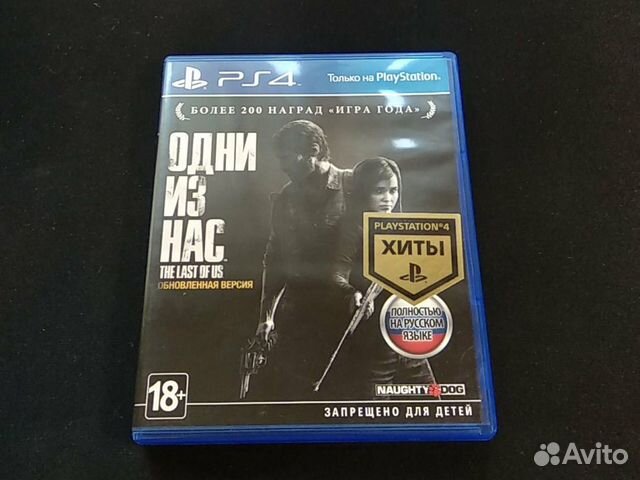 PS4
Только на PlayStation®
БОЛЕЕ 200 НАГРАД «ИГРА ГОДА»
ОДНИ
ИЗ
НАС
THE LAST OF US
ОБНОВЛЕННАЯ ВЕРСИЯ
PLAYSTATION®4
ХИТЫ
ПОЛНОСТЬЮ
НА РУССКОМ
ЯЗЫКЕ
NAUGHTY DOG
18+
ЗАПРЕЩЕНО ДЛЯ ДЕТЕЙ
Avito